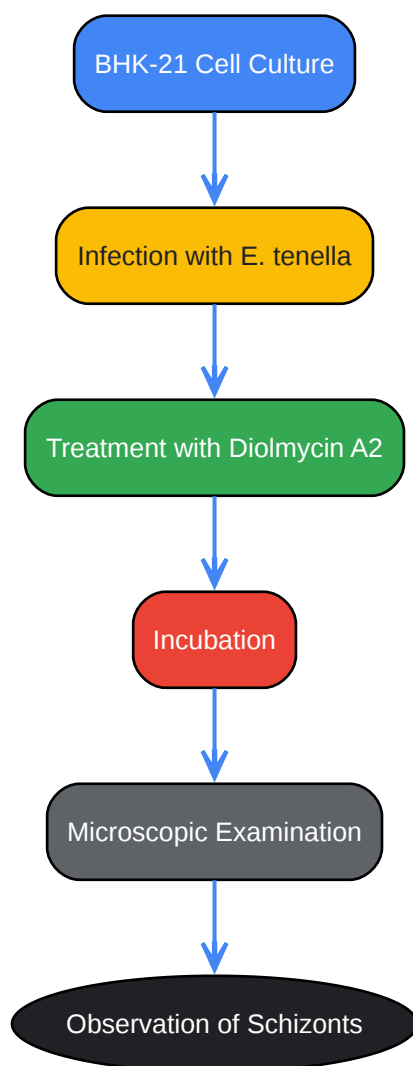 BHK-21 Cell Culture
Infection with E. tenella
Treatment with Diolmycin A2
Incubation
Microscopic Examination
Observation of Schizonts